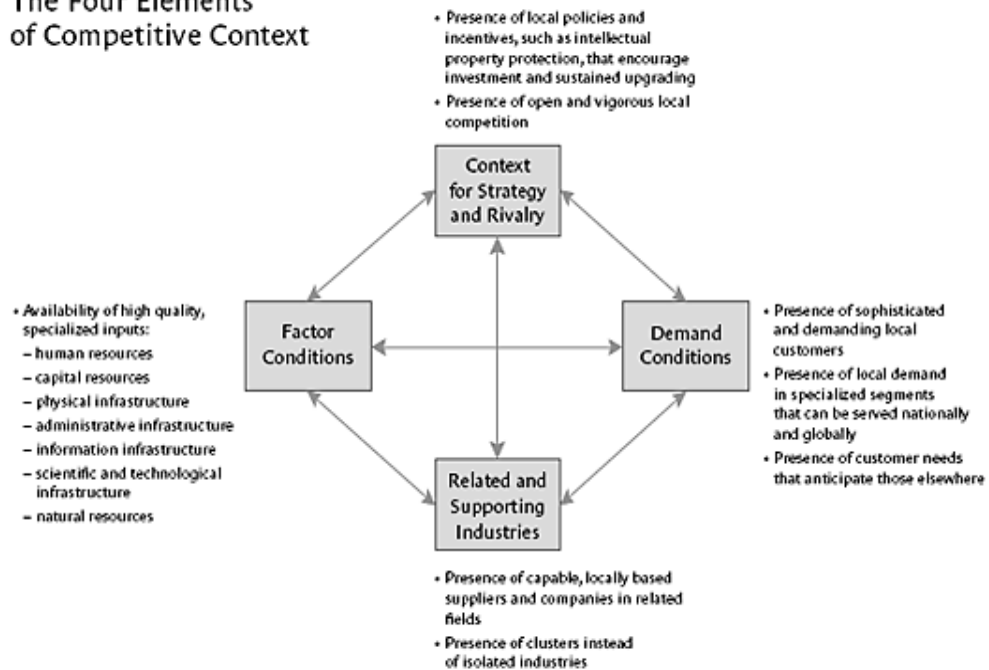 The Four Elements
of Competitive Context
• Presence of local policies and
incentives, such as intellectual
property protection, that encourage
investment and sustained upgrading
• Presence of open and vigorous local
competition
Context
for Strategy
and Rivalry
• Availability of high quality,
specialized inputs:
– human resources
– capital resources
– physical infrastructure
– administrative infrastructure
– information infrastructure
– scientific and technological
infrastructure
– natural resources
Factor
Conditions
Demand
Conditions
• Presence of sophisticated
and demanding local
customers
• Presence of local demand
in specialized segments
that can be served nationally
and globally
• Presence of customer needs
that anticipate those elsewhere
Related and
Supporting
Industries
• Presence of capable, locally based
suppliers and companies in related
fields
• Presence of clusters instead
of isolated industries